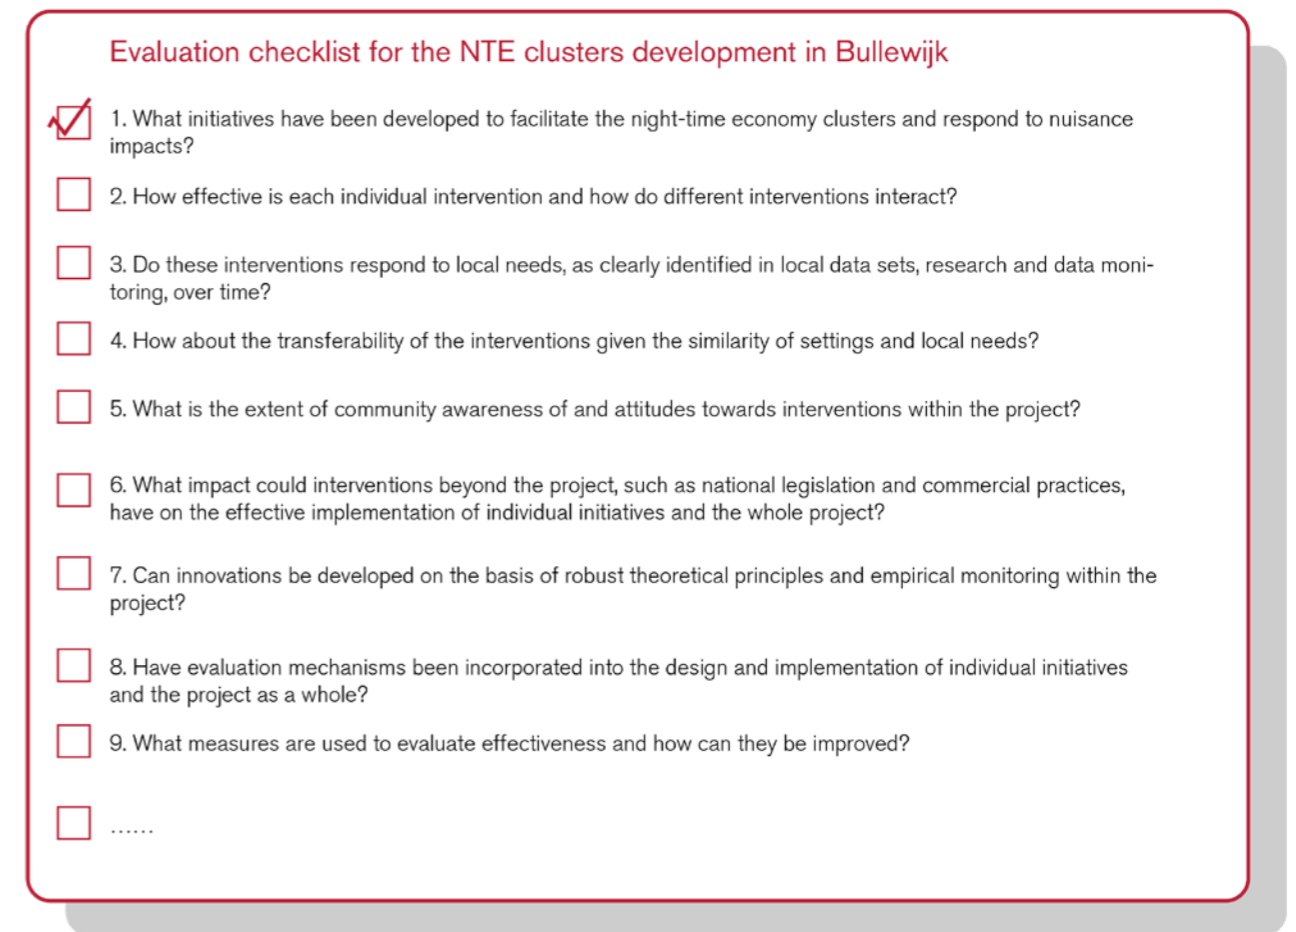 Evaluation checklist for the NTE clusters development in Bullewijk
1. What initiatives have been developed to facilitate the night-time economy clusters and respond to nuisance
impacts?
2. How effective is each individual intervention and how do different interventions interact?
3. Do these interventions respond to local needs, as clearly identified in local data sets, research and data moni-
toring, over time?
4. How about the transferability of the interventions given the similarity of settings and local needs?
5. What is the extent of community awareness of and attitudes towards interventions within the project?
6. What impact could interventions beyond the project, such as national legislation and commercial practices,
have on the effective implementation of individual initiatives and the whole project?
7. Can innovations be developed on the basis of robust theoretical principles and empirical monitoring within the
project?
8. Have evaluation mechanisms been incorporated into the design and implementation of individual initiatives
and the project as a whole?
9. What measures are used to evaluate effectiveness and how can they be improved?
......